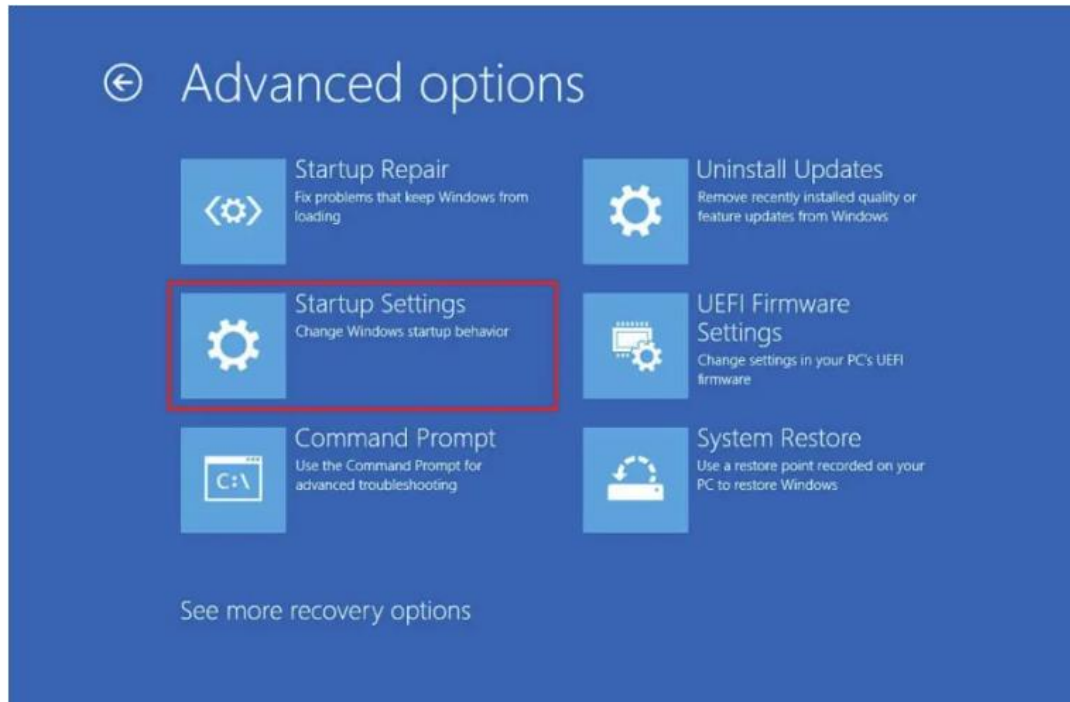 Advanced options
Startup Repair
Fix problems that keep Windows from
loading
Uninstall Updates
Remove recently installed quality or
feature updates from Windows
Startup Settings
Change Windows startup behavior
UEFI Firmware
Settings
Change settings in your PC's UEFI
firmware
Command Prompt
Use the Command Prompt for
advanced troubleshooting
C:\
System Restore
Use a restore point recorded on your
PC to restore Windows
See more recovery options